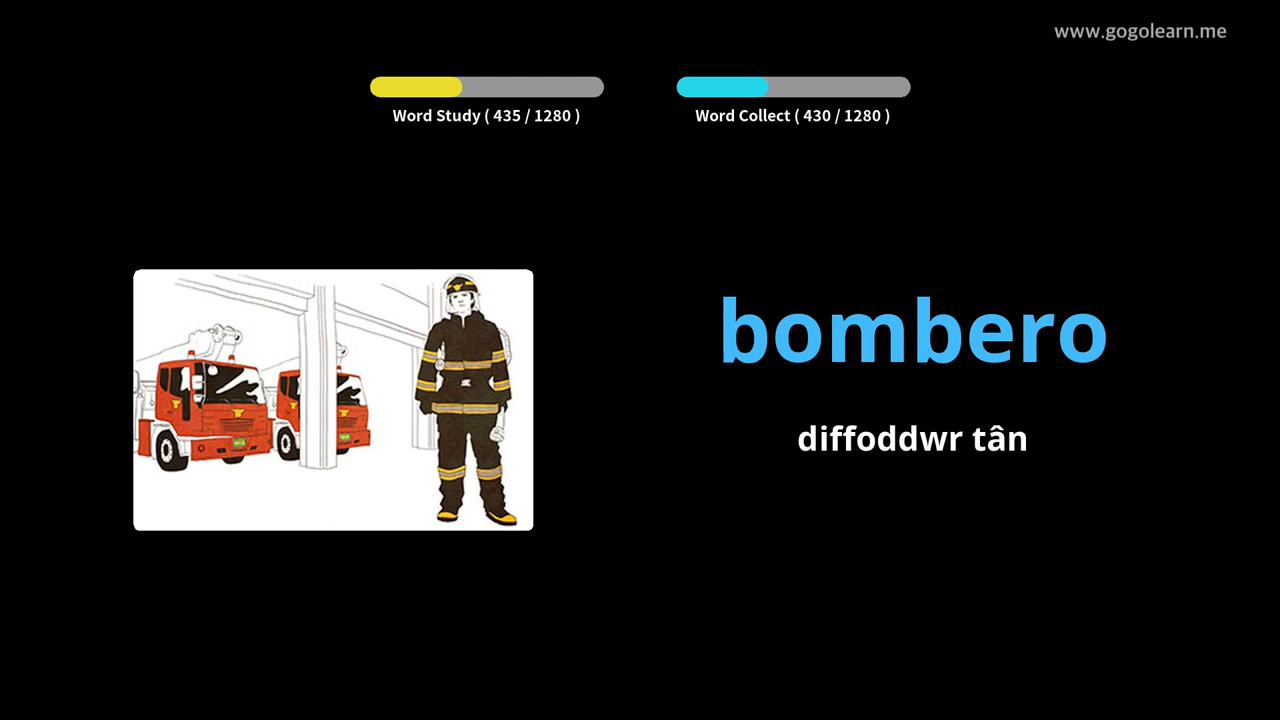 www.gogolearn.me
Word Study ( 435 / 1280 )
Word Collect ( 430 / 1280 )
bombero
diffoddwr tân